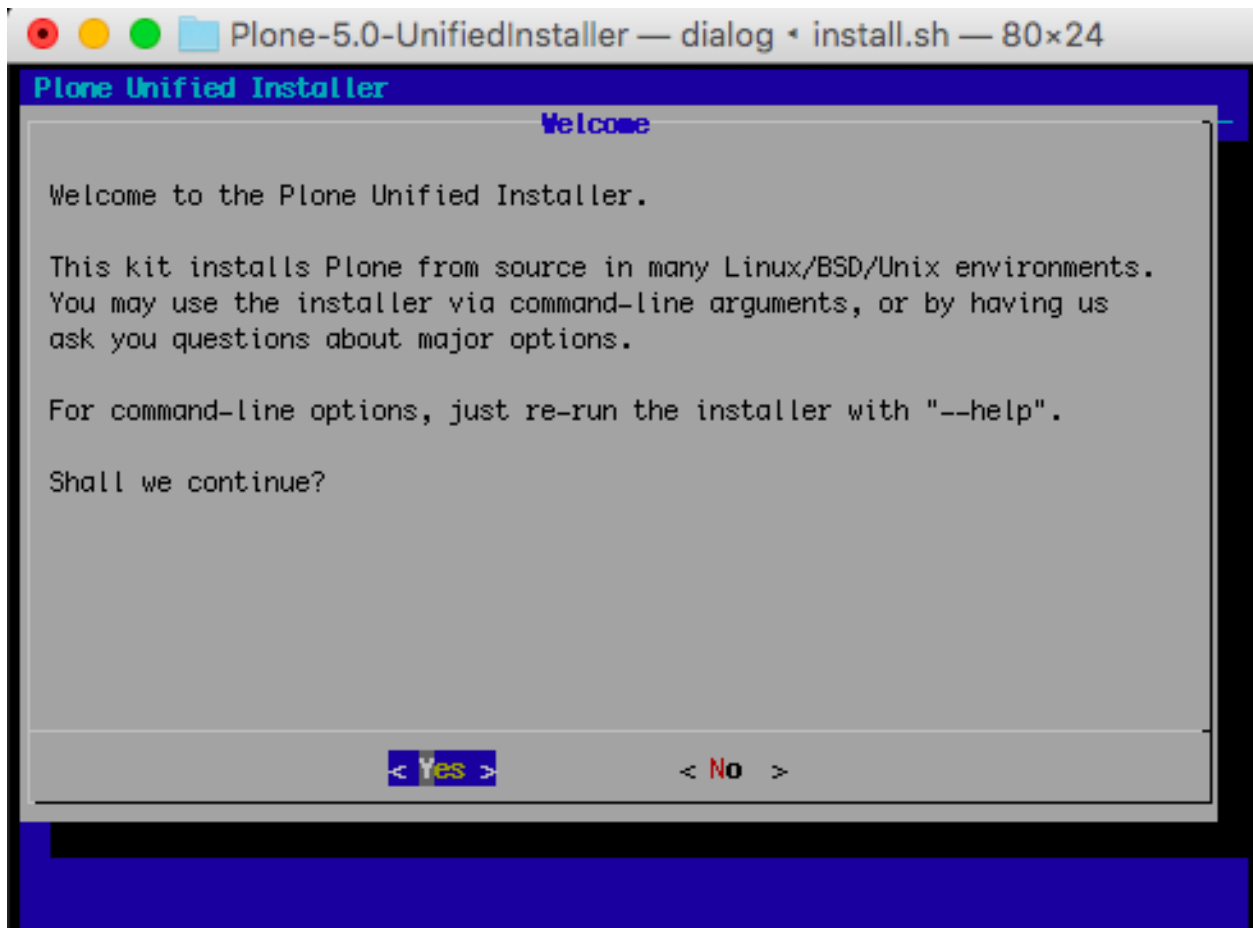 Plone-5.0-UnifiedInstaller — dialog ◂ install.sh — 80×24
Plone Unified Installer
Welcome
Welcome to the Plone Unified Installer.
This kit installs Plone from source in many Linux/BSD/Unix environments.
You may use the installer via command-line arguments, or by having us
ask you questions about major options.
For command-line options, just re-run the installer with "--help".
Shall we continue?
< Yes > < No >